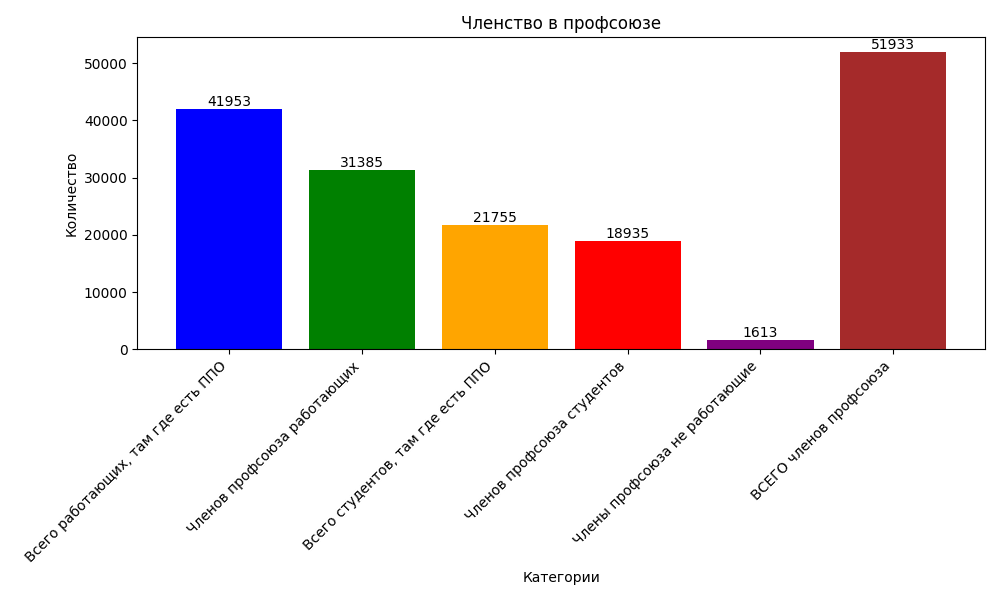 Членство в профсоюзе
51933
50000
41953
40000
31385
30000
21755
20000
18935
10000
1613
0
Количество
Всего работающих, там где есть ППО
Членов профсоюза работающих
Всего студентов, там где есть ППО
Членов профсоюза студентов
Члены профсоюза не работающие
ВСЕГО членов профсоюза
Категории